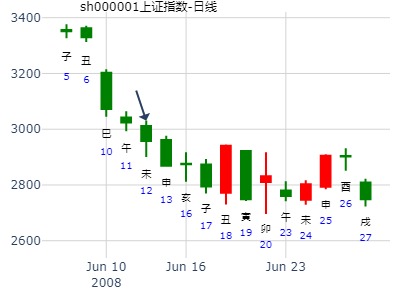 sh000001上证指数-日线
3400
3200
3000
2800
2600
子
5
丑
6
巳
10
午
11
未
12
申
13
亥
16
子
17
丑
18
寅
19
卯
20
午
23
未
24
申
25
酉
26
戌
27
Jun 10
2008
Jun 16
Jun 23